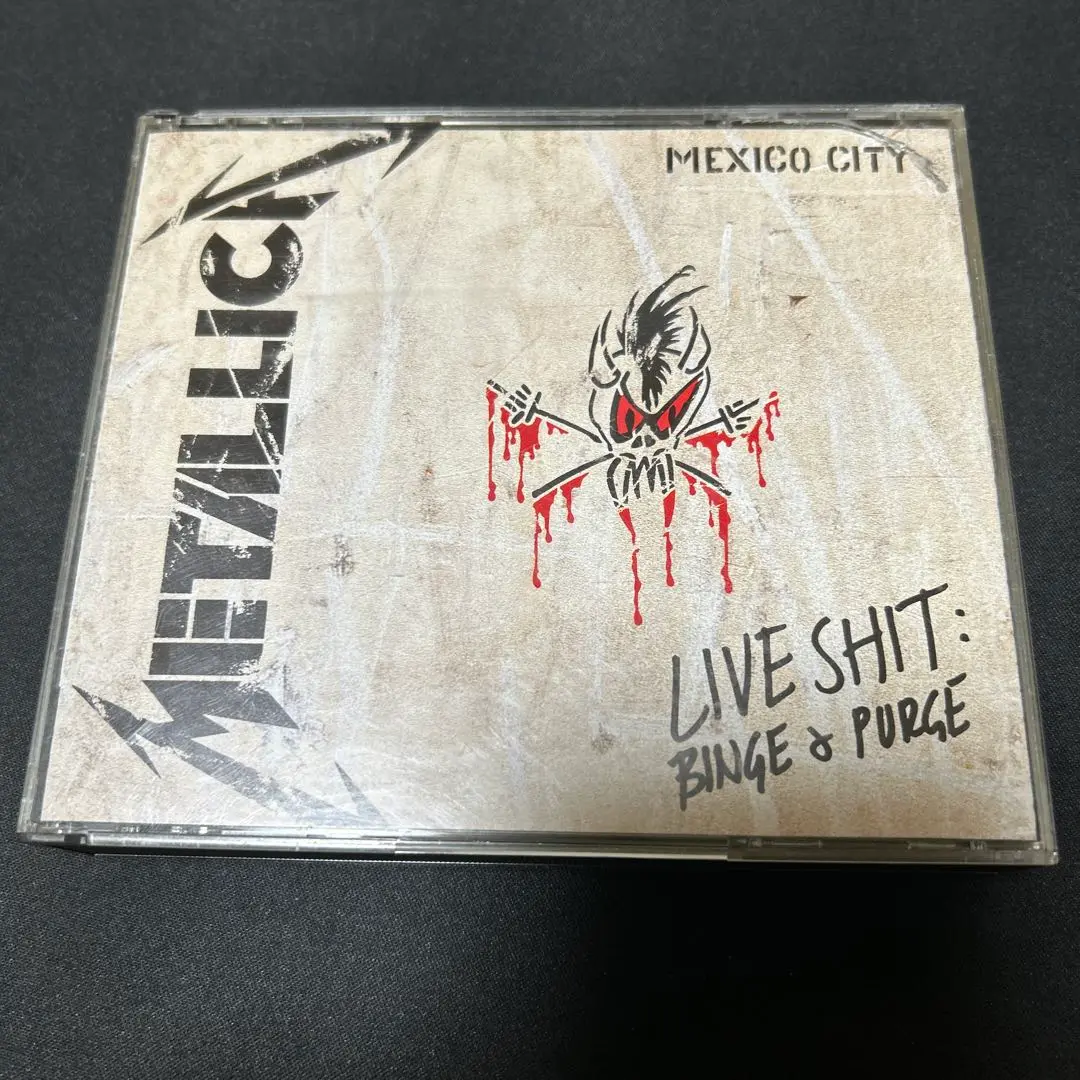 METALLICA
MEXICO CITY
LIVE SHIT:
BINGE & PURGE